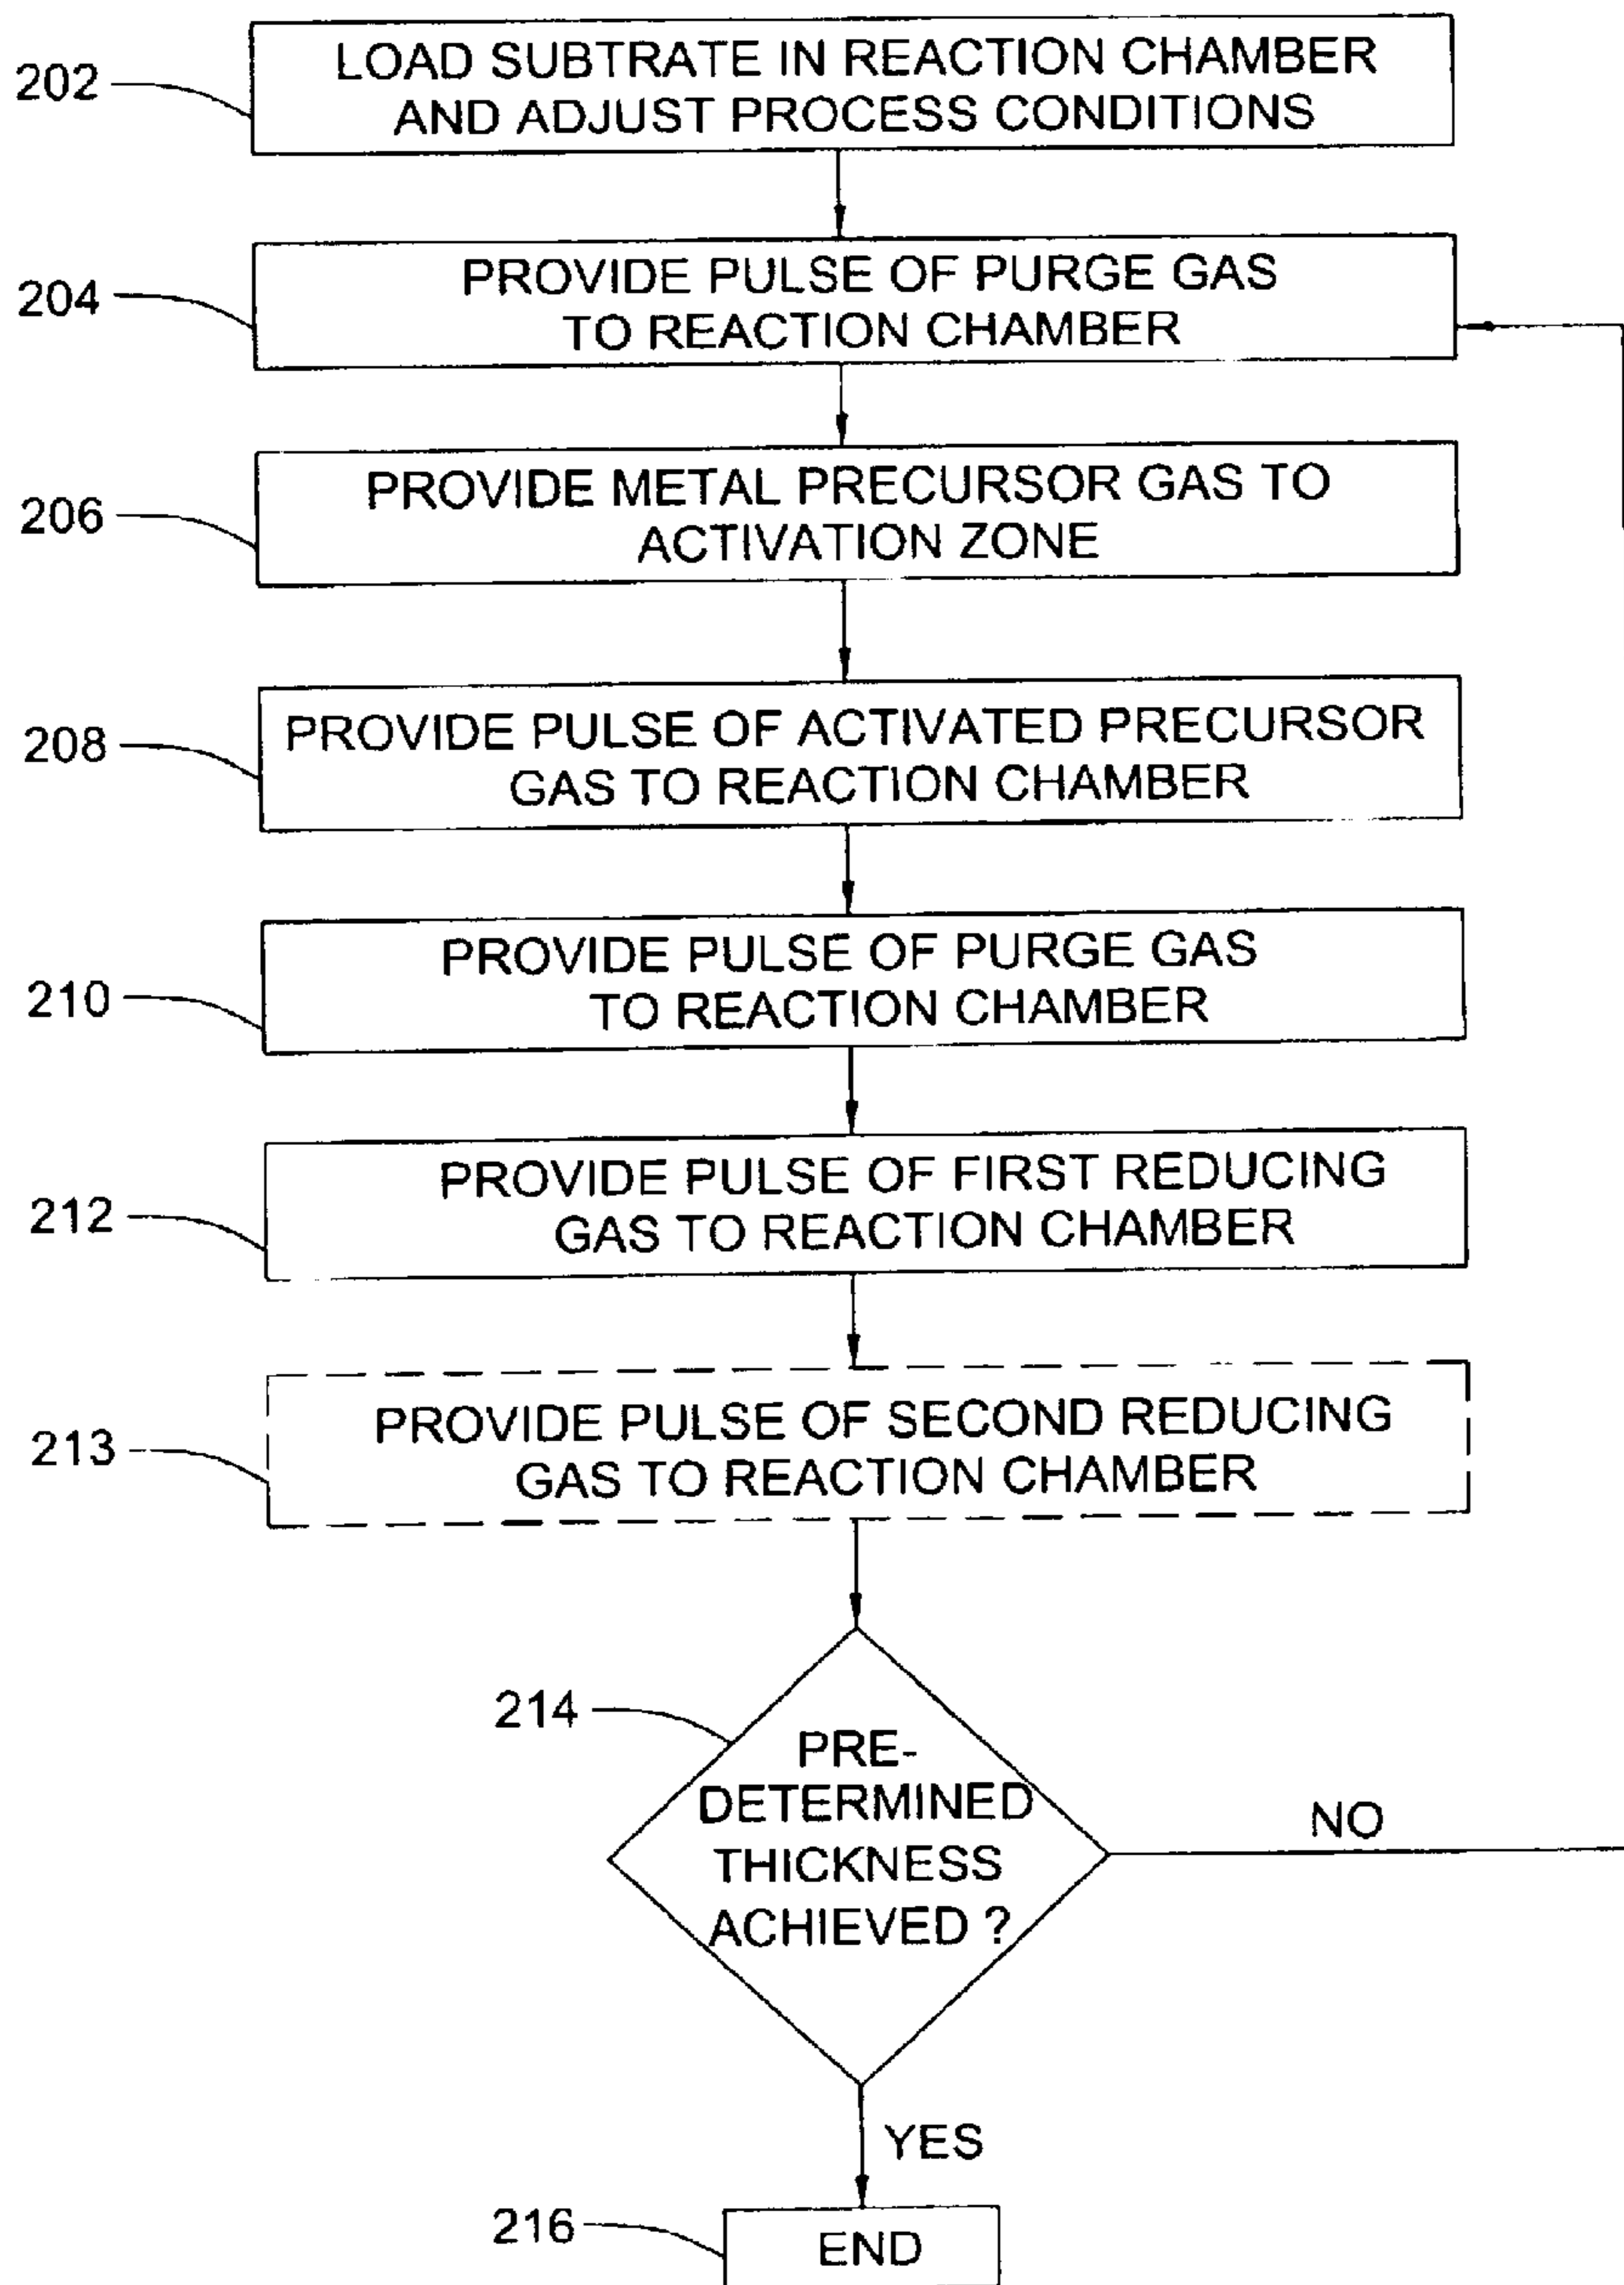 202
LOAD SUBTRATE IN REACTION CHAMBER
AND ADJUST PROCESS CONDITIONS
204
PROVIDE PULSE OF PURGE GAS
TO REACTION CHAMBER
206
PROVIDE METAL PRECURSOR GAS TO
ACTIVATION ZONE
208
PROVIDE PULSE OF ACTIVATED PRECURSOR
GAS TO REACTION CHAMBER
210
PROVIDE PULSE OF PURGE GAS
TO REACTION CHAMBER
212
PROVIDE PULSE OF FIRST REDUCING
GAS TO REACTION CHAMBER
213
PROVIDE PULSE OF SECOND REDUCING
GAS TO REACTION CHAMBER
214
PRE-
DETERMINED
THICKNESS
ACHIEVED ?
NO
YES
216
END